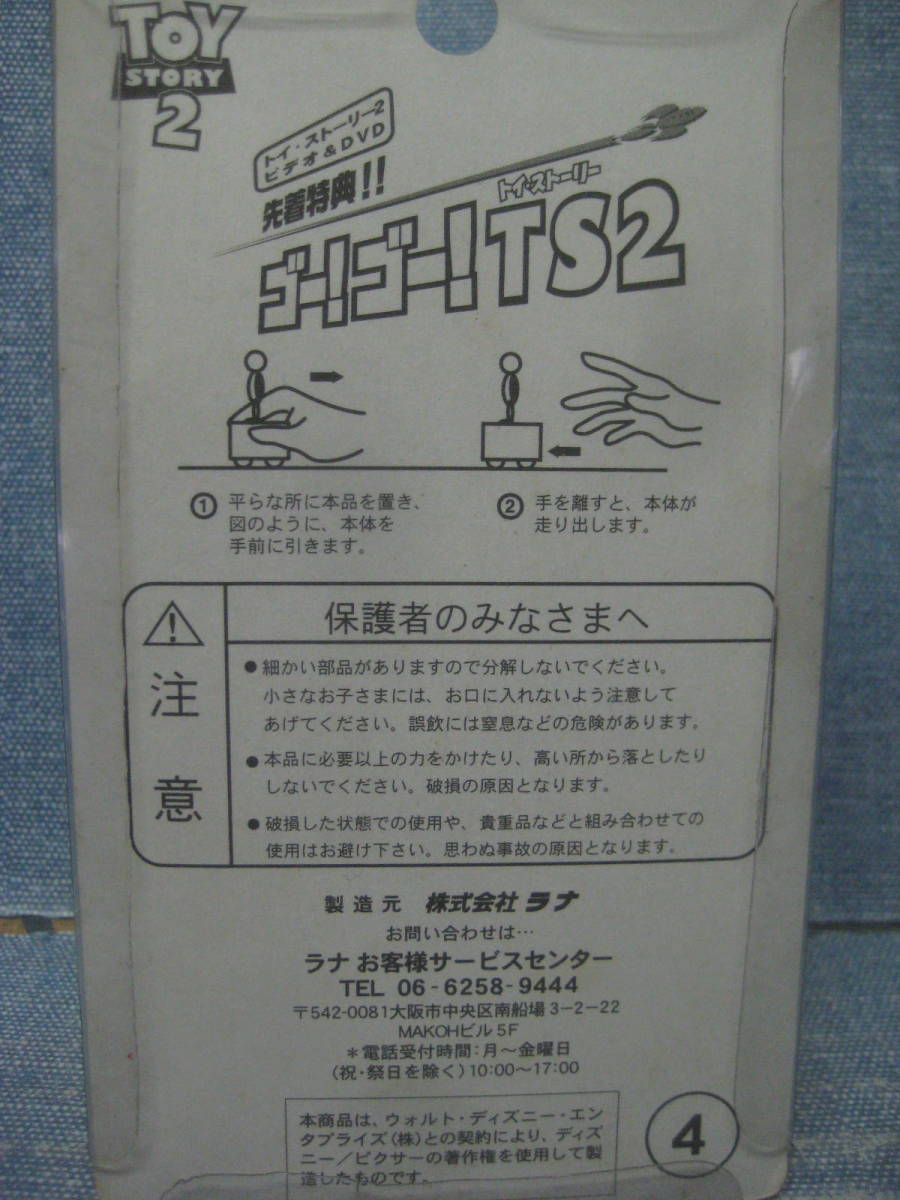 TOY
STORY
2
トイ・ストーリー2
ビデオ&DVD
先着特典!!
トイ・ストーリー
ゴー!ゴー!TS2
① 平らな所に本品を置き、
図のように、本体を
手前に引きます。
② 手を離すと、本体が
走り出します。
注意
保護者のみなさまへ
●細かい部品がありますので分解しないでください。
小さなお子さまには、お口に入れないよう注意して
あげてください。誤飲には窒息などの危険があります。
●本品に必要以上の力をかけたり、高い所から落としたり
しないでください。破損の原因となります。
●破損した状態での使用や、貴重品などと組み合わせての
使用はお避け下さい。思わぬ事故の原因となります。
製造元 株式会社 ラナ
お問い合わせは…
ラナ お客様サービスセンター
TEL 06-6258-9444
〒542-0081大阪市中央区南船場3-2-22
MAKOHビル5F
*電話受付時間:月~金曜日
(祝・祭日を除く)10:00~17:00
本商品は、ウォルト・ディズニー・エン
タプライズ(株)との契約により、ディズ
ニー/ピクサーの著作権を使用して製
造したものです。
4